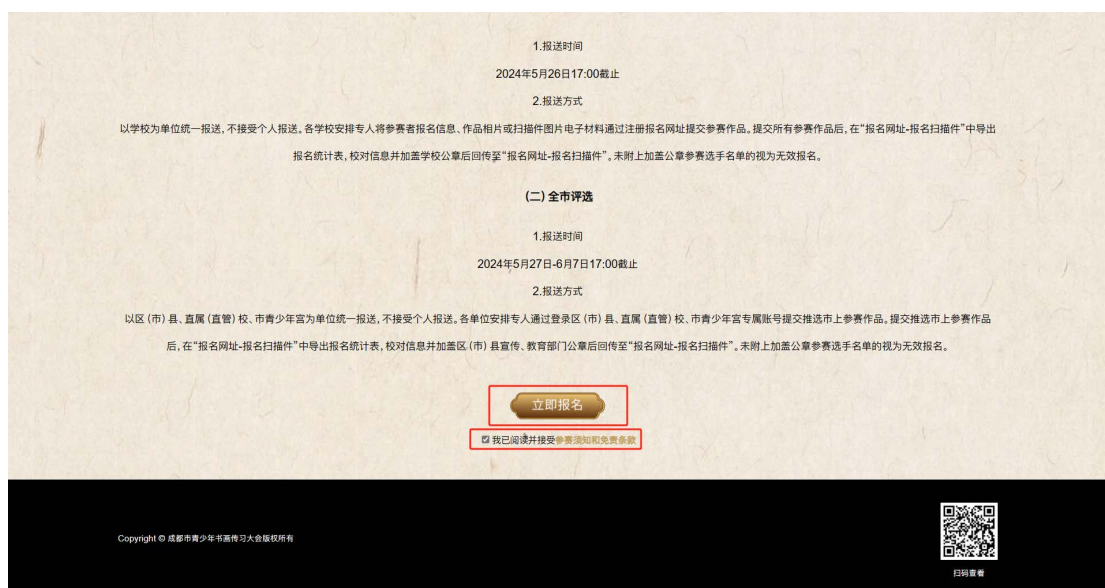 1.报送时间
2024年5月26日17:00截止
2.报送方式
以学校为单位统一报送，不接受个人报送。各学校安排专人将参赛者报名信息、作品相片或扫描件图片电子材料通过注册报名网址提交参赛作品。提交所有参赛作品后，在“报名网址-报名扫描件”中导出
报名统计表，校对信息并加盖学校公章后回传至“报名网址-报名扫描件”。未附上加盖公章参赛选手名单的视为无效报名。
(二) 全市评选
1.报送时间
2024年5月27日-6月7日17:00截止
2.报送方式
以区（市）县、直属（直管）校、市青少年宫为单位统一报送，不接受个人报送。各单位安排专人通过登录区（市）县、直属（直管）校、市青少年宫专属账号提交推选市上参赛作品。提交推选市上参赛作品
后，在“报名网址-报名扫描件”中导出报名统计表，校对信息并加盖区（市）县宣传、教育部门公章后回传至“报名网址-报名扫描件”。未附上加盖公章参赛选手名单的视为无效报名。
立即报名
我已阅读并接受参赛须知和免责条款
Copyright © 成都市青少年书画传习大会版权所有
扫码查看